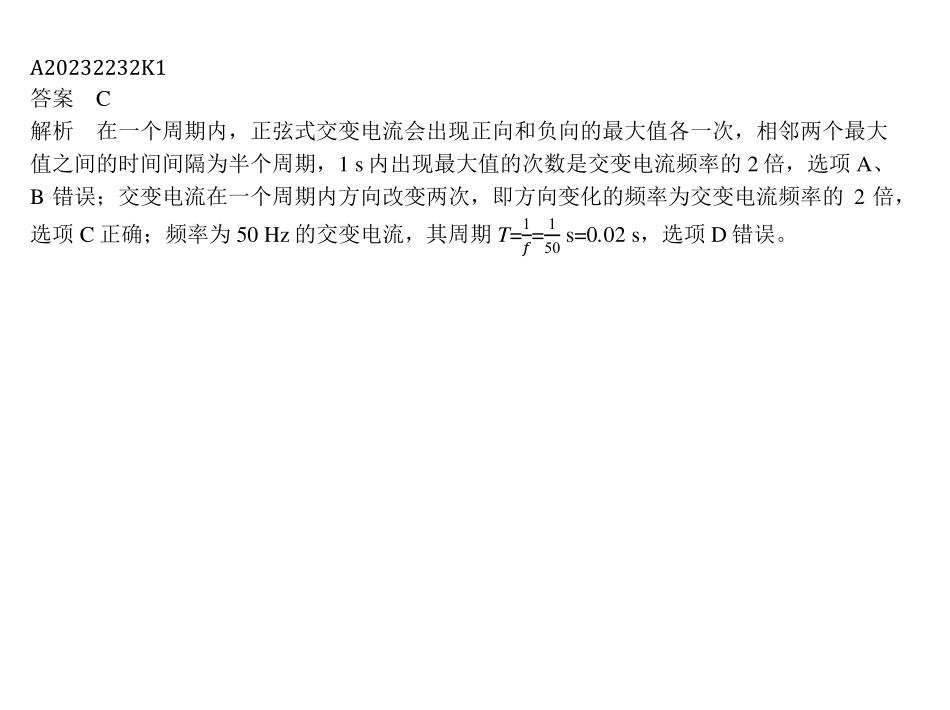 A20232232K1
答案　C
解析　在一个周期内，正弦式交变电流会出现正向和负向的最大值各一次，相邻两个最大
值之间的时间间隔为半个周期，1 s 内出现最大值的次数是交变电流频率的 2 倍，选项 A、
B 错误；交变电流在一个周期内方向改变两次，即方向变化的频率为交变电流频率的 2 倍，
选项 C 正确；频率为 50 Hz 的交变电流，其周期 T=1/f=1/50 s=0.02 s，选项 D 错误。